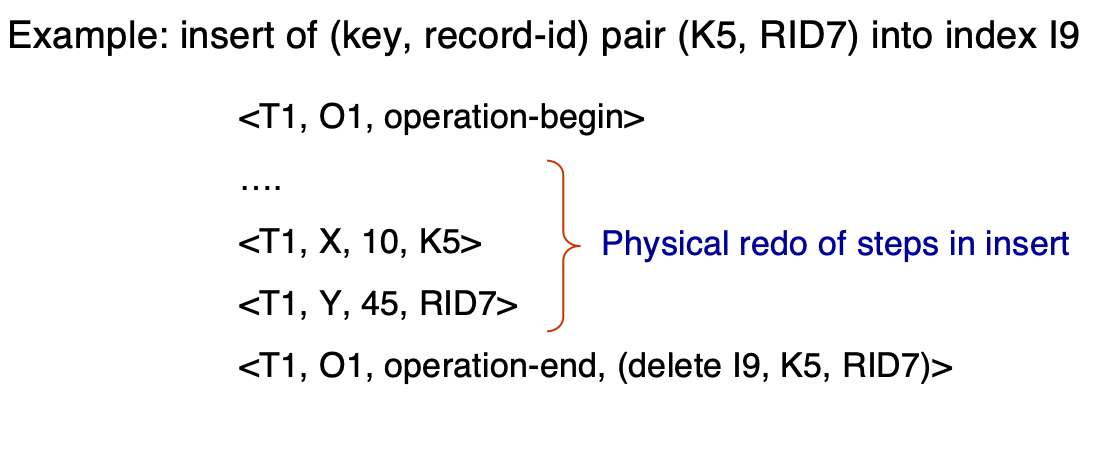 Example: insert of (key, record-id) pair (K5, RID7) into index I9
<T1, O1, operation-begin>
....
<T1, X, 10, K5>
Physical redo of steps in insert
<T1, Y, 45, RID7>
<T1, O1, operation-end, (delete I9, K5, RID7)>